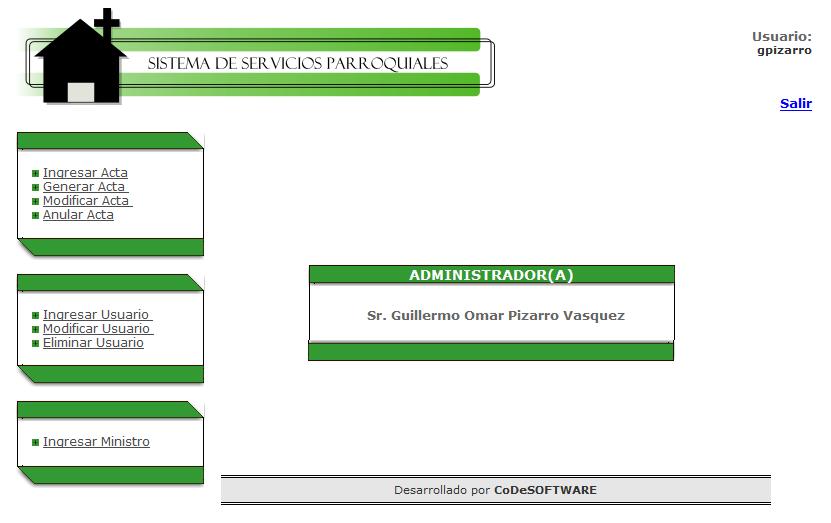 SISTEMA DE SERVICIOS PARROQUIALES
Usuario:
gpizarro
Salir
Ingresar Acta
Generar Acta
Modificar Acta
Anular Acta
Ingresar Usuario
Modificar Usuario
Eliminar Usuario
Ingresar Ministro
ADMINISTRADOR(A)
Sr. Guillermo Omar Pizarro Vasquez
Desarrollado por CoDeSOFTWARE